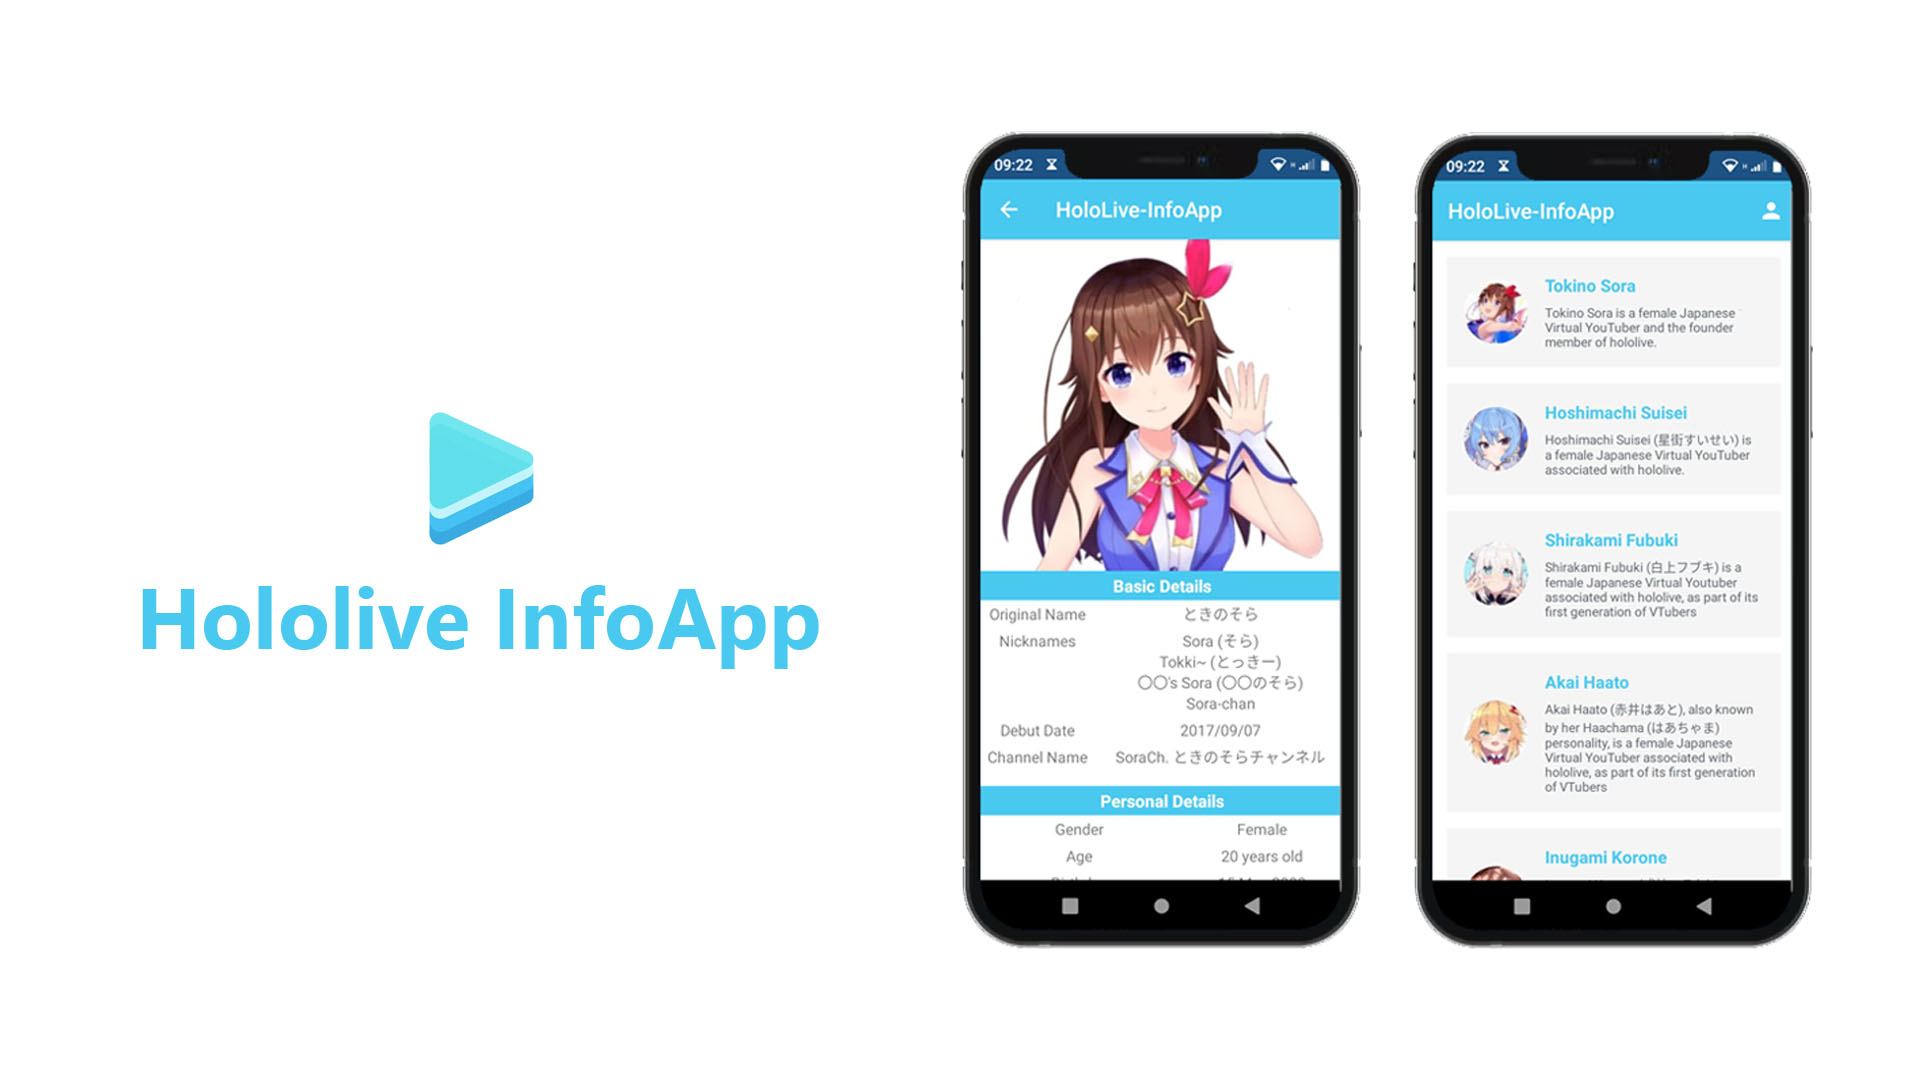 Hololive InfoApp
09:22
HoloLive-InfoApp
Basic Details
Original Name ときのそら
Nicknames Sora (そら)
Tokki~ (とっきー)
〇〇's Sora (〇〇のそら)
Sora-chan
Debut Date 2017/09/07
Channel Name SoraCh. ときのそらチャンネル
Personal Details
Gender Female
Age 20 years old
09:22
HoloLive-InfoApp
Tokino Sora
Tokino Sora is a female Japanese
Virtual YouTuber and the founder
member of hololive.
Hoshimachi Suisei
Hoshimachi Suisei (星街すいせい) is
a female Japanese Virtual YouTuber
associated with hololive.
Shirakami Fubuki
Shirakami Fubuki (白上フブキ) is a
female Japanese Virtual Youtuber
associated with hololive, as part of its
first generation of VTubers
Akai Haato
Akai Haato (赤井はあと), also known
by her Haachama (はあちゃま)
personality, is a female Japanese
Virtual YouTuber associated with
hololive, as part of its first generation
of VTubers
Inugami Korone